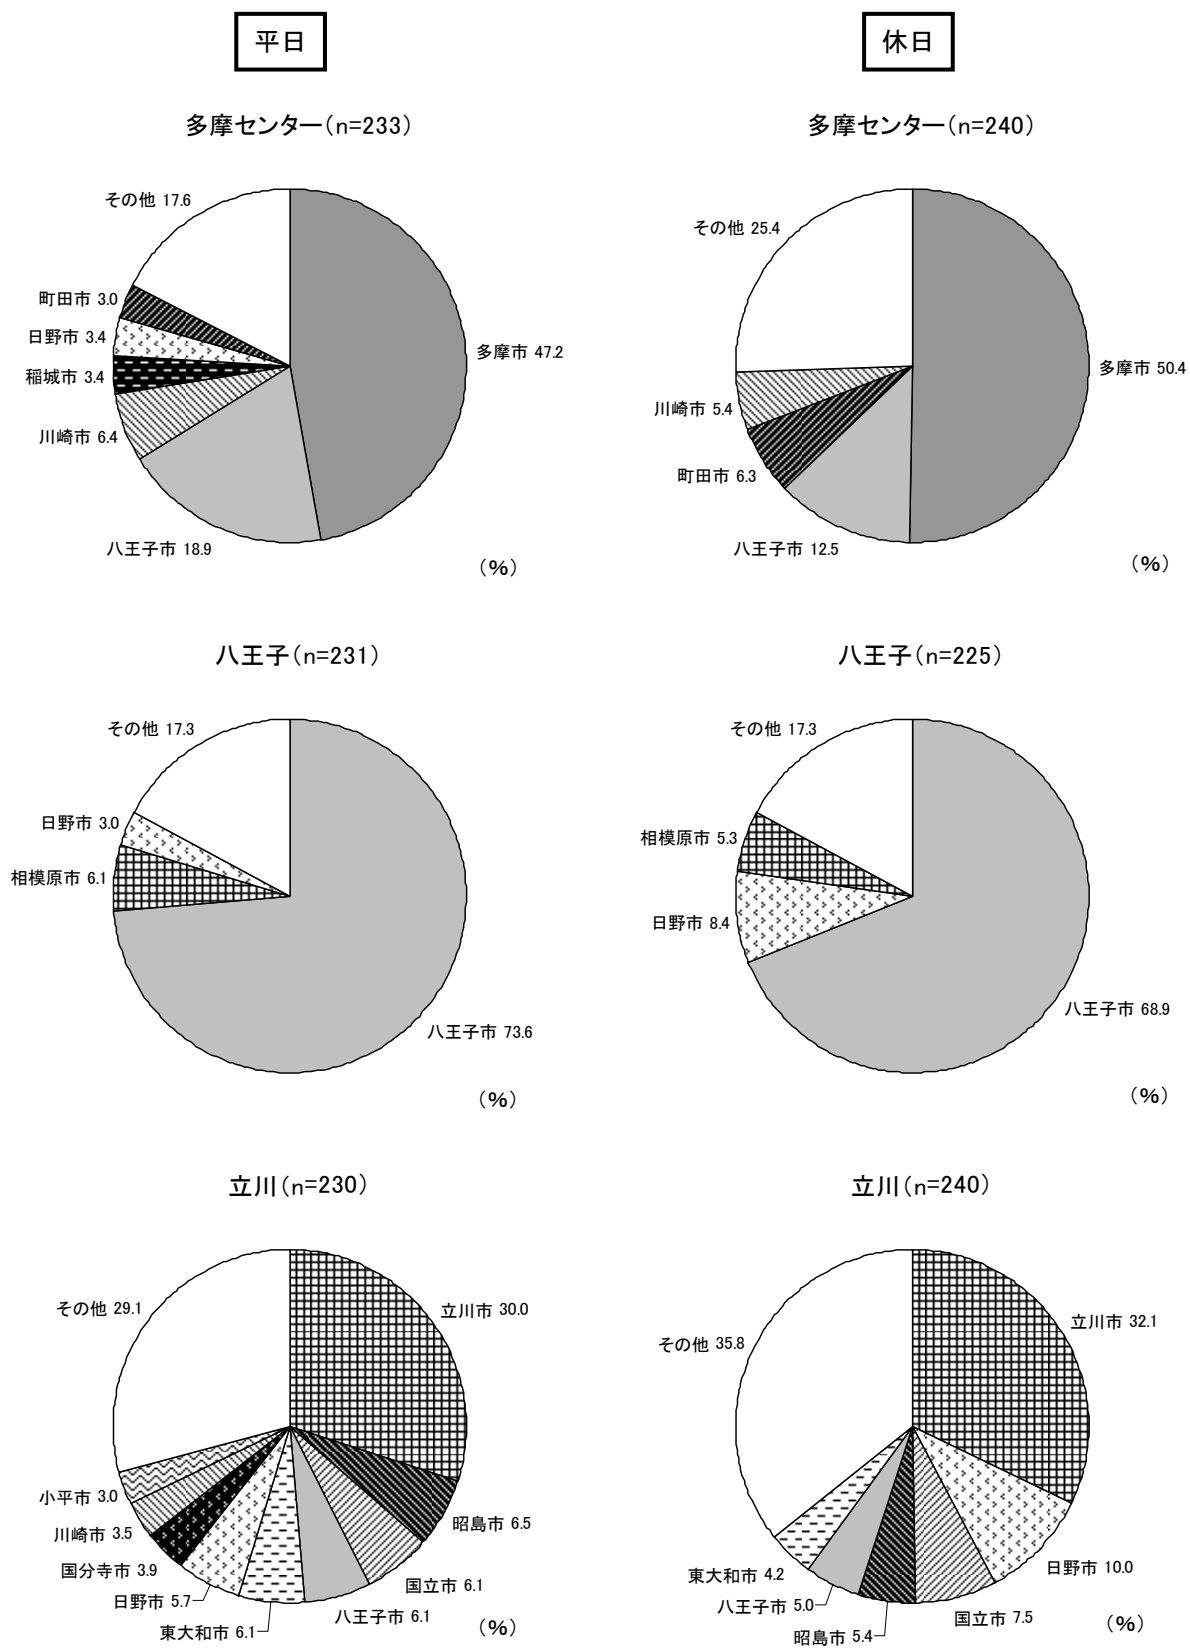 平日
休日
多摩センター(n=233)
その他 17.6
町田市 3.0
日野市 3.4
稲城市 3.4
川崎市 6.4
八王子市 18.9
多摩市 47.2
(%)
多摩センター(n=240)
その他 25.4
川崎市 5.4
町田市 6.3
八王子市 12.5
多摩市 50.4
(%)
八王子(n=231)
その他 17.3
日野市 3.0
相模原市 6.1
八王子市 73.6
(%)
八王子(n=225)
その他 17.3
相模原市 5.3
日野市 8.4
八王子市 68.9
(%)
立川(n=230)
その他 29.1
立川市 30.0
昭島市 6.5
国立市 6.1
八王子市 6.1
東大和市 6.1
日野市 5.7
国分寺市 3.9
川崎市 3.5
小平市 3.0
(%)
立川(n=240)
その他 35.8
立川市 32.1
日野市 10.0
国立市 7.5
昭島市 5.4
八王子市 5.0
東大和市 4.2
(%)